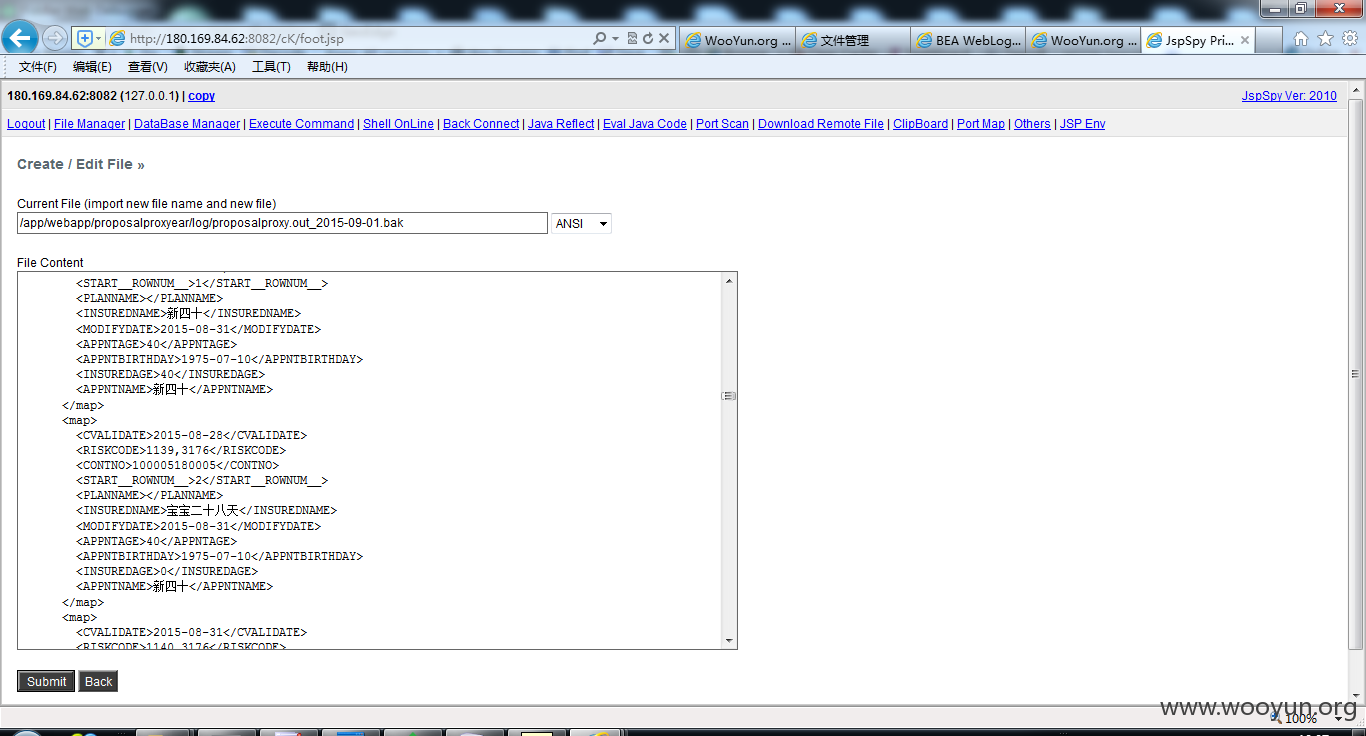 http://180.169.84.62:8082/cK/foot.jsp
WooYun.org ...
文件管理
BEA WebLog...
WooYun.org ...
JspSpy Pri...
文件(F) 编辑(E) 查看(V) 收藏夹(A) 工具(T) 帮助(H)
180.169.84.62:8082 (127.0.0.1) | copy
JspSpy Ver: 2010
Logout | File Manager | DataBase Manager | Execute Command | Shell OnLine | Back Connect | Java Reflect | Eval Java Code | Port Scan | Download Remote File | ClipBoard | Port Map | Others | JSP Env
Create / Edit File »
Current File (import new file name and new file)
/app/webapp/proposalproxyear/log/proposalproxy.out_2015-09-01.bak
ANSI
File Content
<START__ROWNUM__>1</START__ROWNUM__>
<PLANNAME></PLANNAME>
<INSUREDNAME>新四十</INSUREDNAME>
<MODIFYDATE>2015-08-31</MODIFYDATE>
<APPNTAGE>40</APPNTAGE>
<APPNTBIRTHDAY>1975-07-10</APPNTBIRTHDAY>
<INSUREDAGE>40</INSUREDAGE>
<APPNTNAME>新四十</APPNTNAME>
</map>
<map>
<CVALIDATE>2015-08-28</CVALIDATE>
<RISKCODE>1139,3176</RISKCODE>
<CONTNO>100005180005</CONTNO>
<START__ROWNUM__>2</START__ROWNUM__>
<PLANNAME></PLANNAME>
<INSUREDNAME>宝宝二十八天</INSUREDNAME>
<MODIFYDATE>2015-08-31</MODIFYDATE>
<APPNTAGE>40</APPNTAGE>
<APPNTBIRTHDAY>1975-07-10</APPNTBIRTHDAY>
<INSUREDAGE>0</INSUREDAGE>
<APPNTNAME>新四十</APPNTNAME>
</map>
<map>
<CVALIDATE>2015-08-31</CVALIDATE>
<RISKCODE>1140,3176</RISKCODE>
Submit
Back
www.wooyun.org
100%